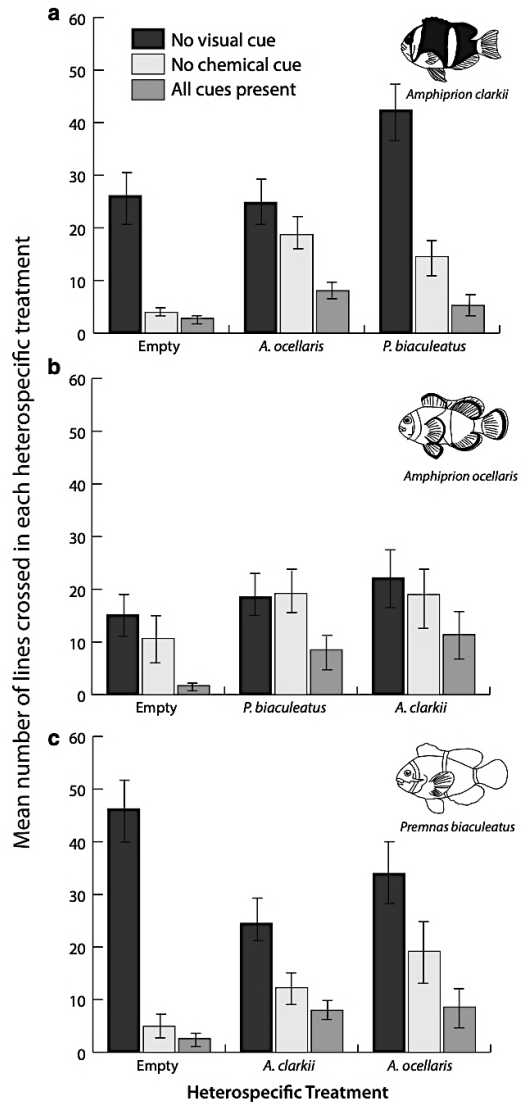 a
60
50
40
30
20
10
0
No visual cue
No chemical cue
All cues present
Amphiprion clarkii
Empty
A. ocellaris
P. biaculeatus
Mean number of lines crossed in each heterospecific treatment
b
60
50
40
30
20
10
0
Amphiprion ocellaris
Empty
P. biaculeatus
A. clarkii
c
60
50
40
30
20
10
0
Premnas biaculeatus
Empty
A. clarkii
A. ocellaris
Heterospecific Treatment